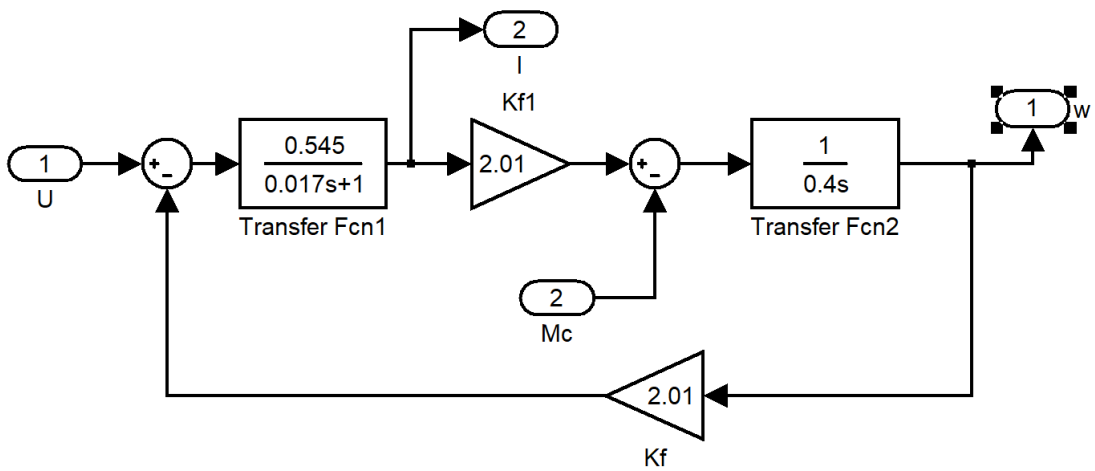 2
I
Kf1
1
U
+
-
0.545
0.017s+1
Transfer Fcn1
2.01
+
-
1
0.4s
Transfer Fcn2
1
w
2
Mc
2.01
Kf